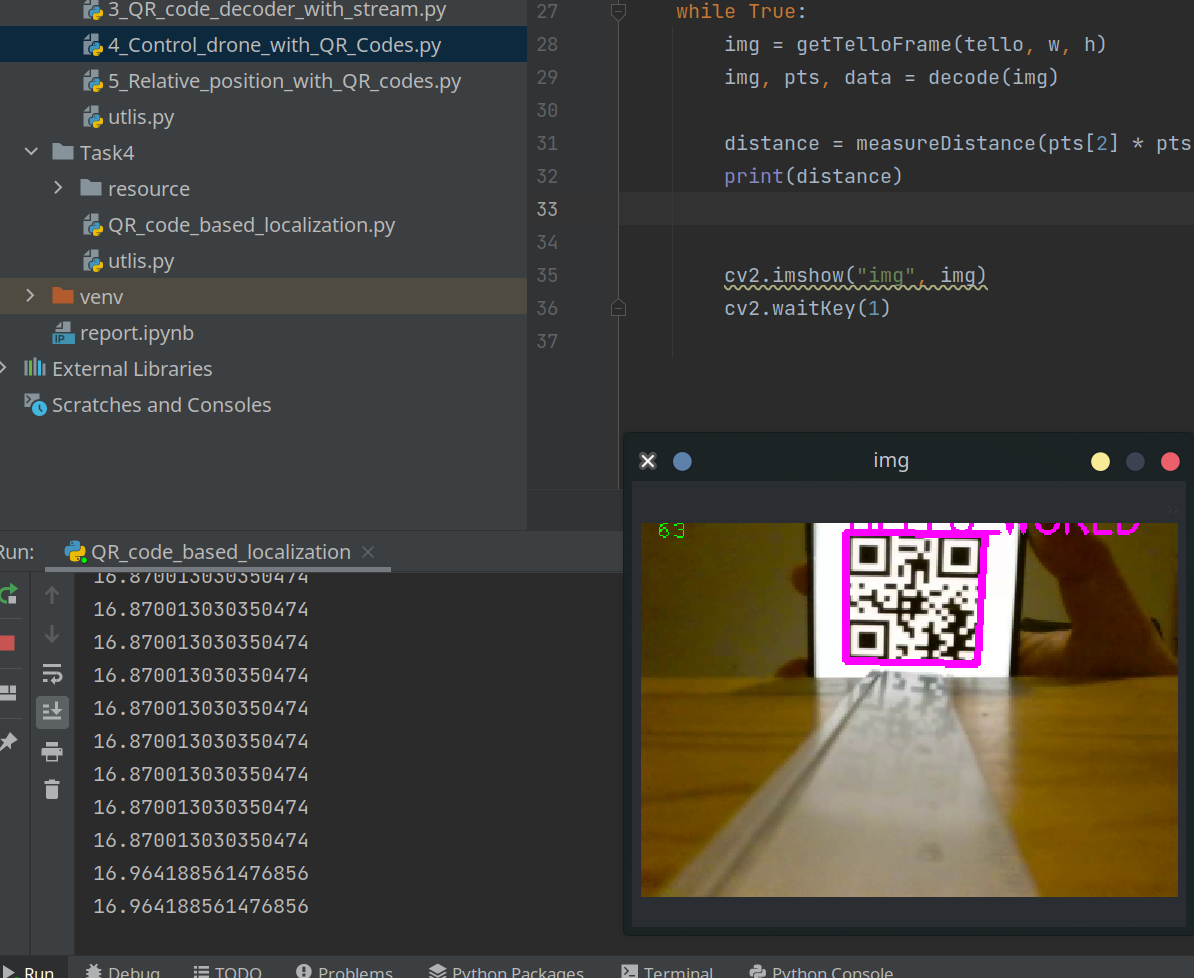 3_QR_code_decoder_with_stream.py
4_Control_drone_with_QR_Codes.py
5_Relative_position_with_QR_codes.py
utlis.py
Task4
resource
QR_code_based_localization.py
utlis.py
venv
report.ipynb
External Libraries
Scratches and Consoles
27 while True:
28 img = getTelloFrame(tello, w, h)
29 img, pts, data = decode(img)
30
31 distance = measureDistance(pts[2] * pts
32 print(distance)
33
34
35 cv2.imshow("img", img)
36 cv2.waitKey(1)
37
img
63
HELLO_WORLD
Run:
QR_code_based_localization
16.870013030350474
16.870013030350474
16.870013030350474
16.870013030350474
16.870013030350474
16.870013030350474
16.870013030350474
16.870013030350474
16.870013030350474
16.964188561476856
16.964188561476856
Run
Debug
TODO
Problems
Python Packages
Terminal
Python Console